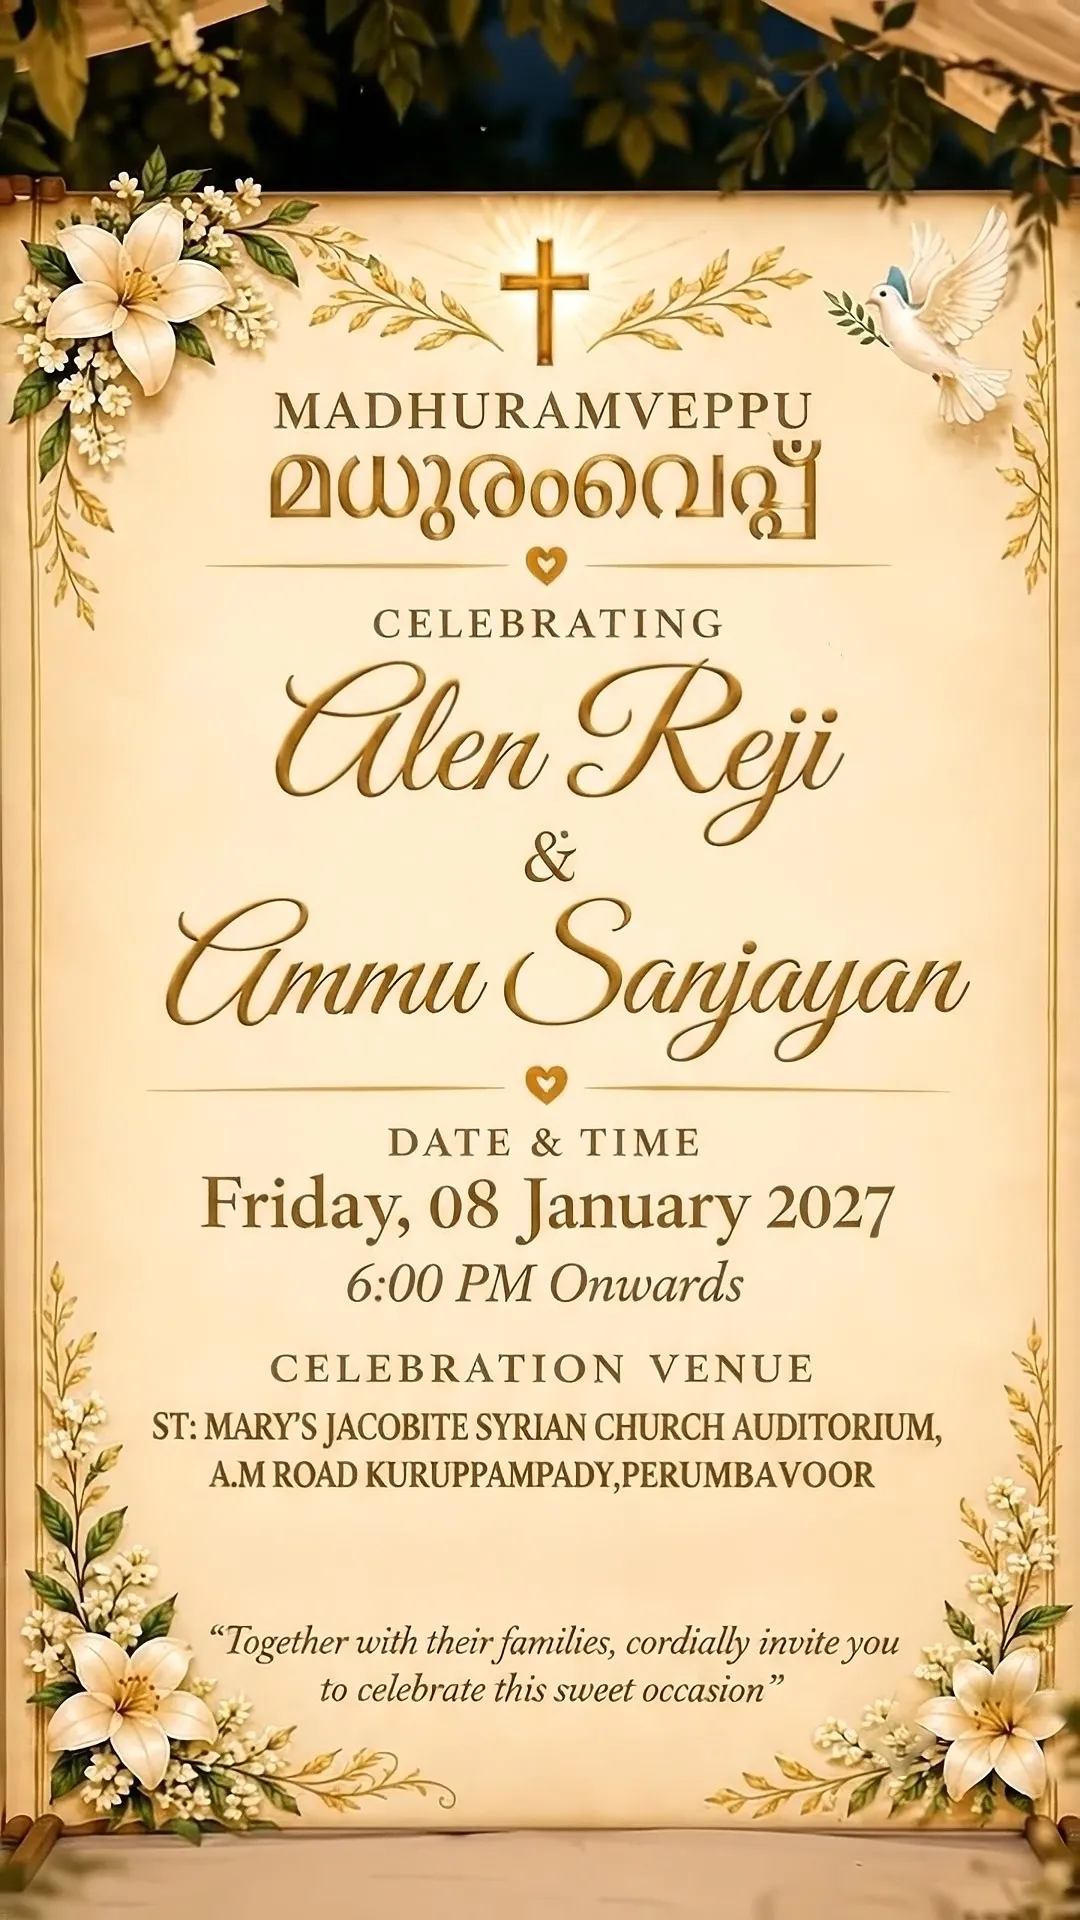 MADHURAMVEPPU
മധുരംവെപ്പ്
CELEBRATING
Alen Reji
&
Ammu Sanjayan
DATE & TIME
Friday, 08 January 2027
6:00 PM Onwards
CELEBRATION VENUE
ST: MARY'S JACOBITE SYRIAN CHURCH AUDITORIUM,
A.M ROAD KURUPPAMPADY,PERUMBAVOOR
“Together with their families, cordially invite you
to celebrate this sweet occasion”